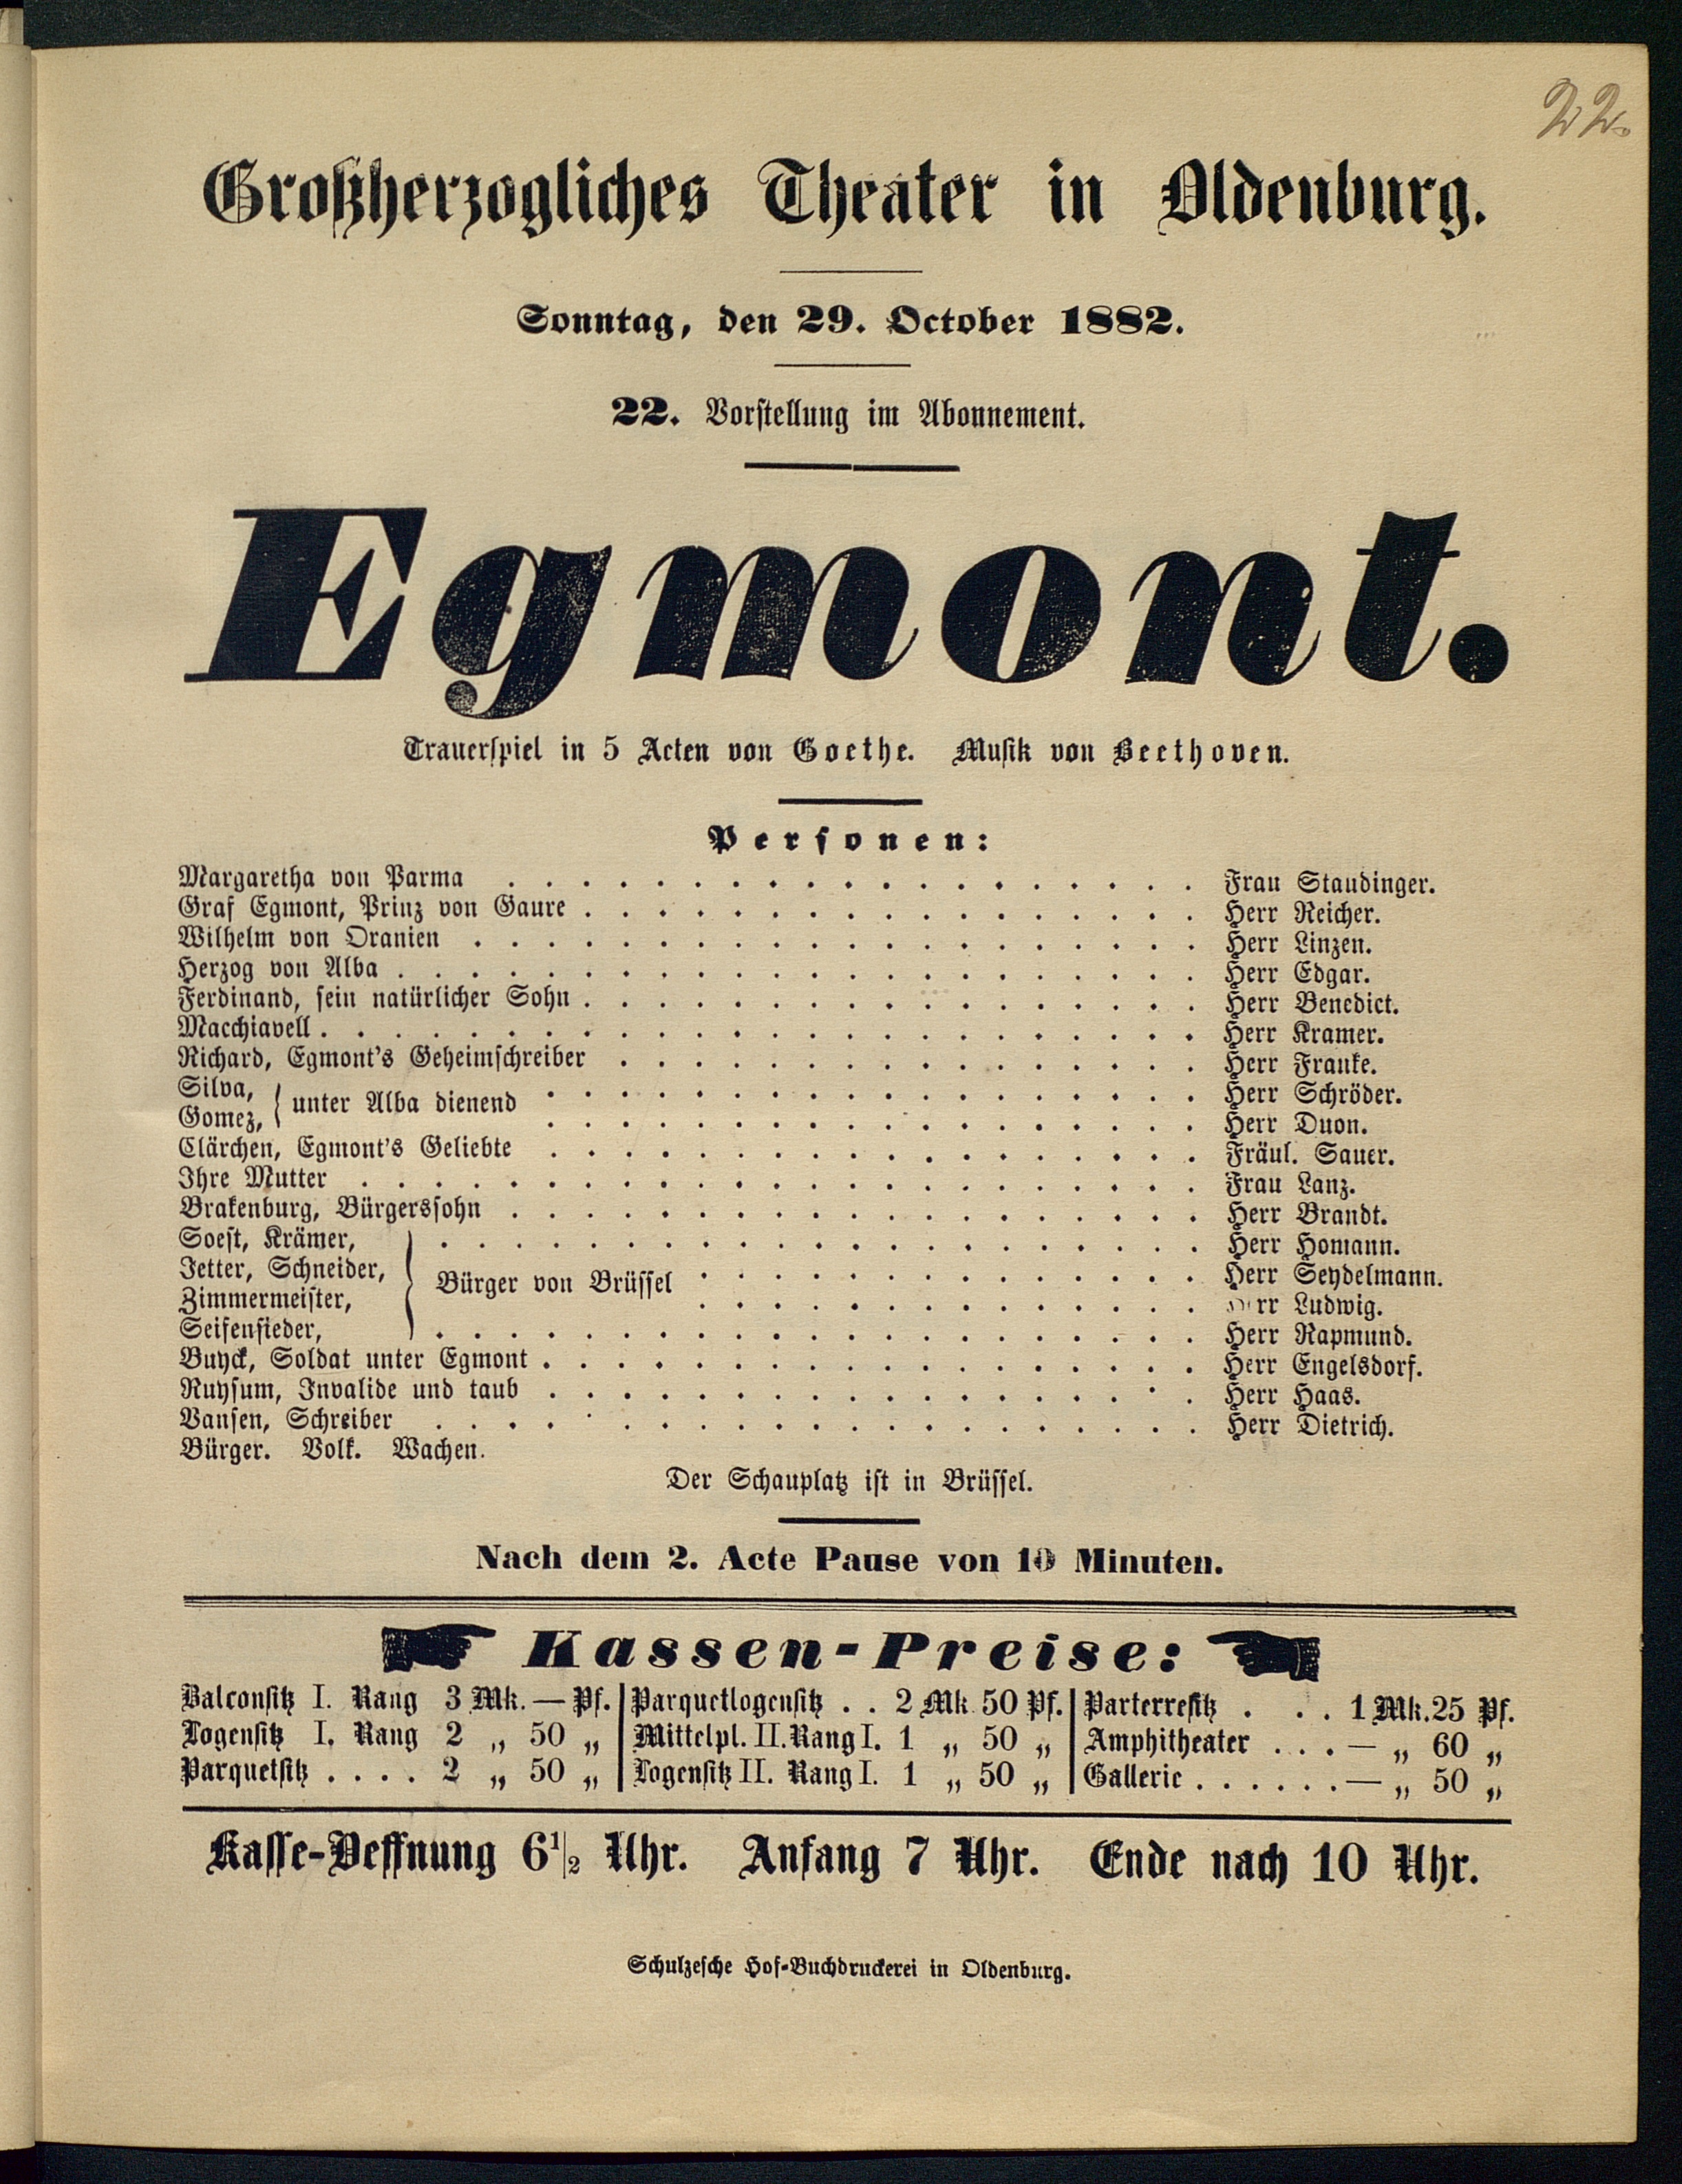 22.
Großherzogliches Theater in Oldenburg.
Sonntag, den 29. October 1882.
22. Vorstellung im Abonnement.
Egmont.
Trauerspiel in 5 Acten von Goethe. Musik von Beethoven.
Personen:
Margaretha von Parma . . . . . . . . . . . . . . . . . . . Frau Staudinger.
Graf Egmont, Prinz von Gaure . . . . . . . . . . . . . . . . . Herr Reicher.
Wilhelm von Oranien . . . . . . . . . . . . . . . . . . . . Herr Linzen.
Herzog von Alba . . . . . . . . . . . . . . . . . . . . . . Herr Edgar.
Ferdinand, sein natürlicher Sohn . . . . . . . . . . . . . . . . . Herr Benedict.
Macchiavell . . . . . . . . . . . . . . . . . . . . . . . . Herr Kramer.
Richard, Egmont's Geheimschreiber . . . . . . . . . . . . . . . . Herr Franke.
Silva, } unter Alba dienend . . . . . . . . . . . . . . . . . . Herr Schröder.
Gomez, . . . . . . . . . . . . . . . . . . Herr Duon.
Clärchen, Egmont's Geliebte . . . . . . . . . . . . . . . . . . Fräul. Sauer.
Ihre Mutter . . . . . . . . . . . . . . . . . . . . . . . Frau Lanz.
Brakenburg, Bürgerssohn . . . . . . . . . . . . . . . . . . . Herr Brandt.
Soest, Krämer, . . . . . . . . . . . . . . . . . . . . . Herr Homann.
Jetter, Schneider, } Bürger von Brüssel . . . . . . . . . . . . . . Herr Seydelmann.
Zimmermeister, . . . . . . . . . . . . . . Herr Ludwig.
Seifensieder, . . . . . . . . . . . . . . . . . . . . . Herr Rapmund.
Buyck, Soldat unter Egmont . . . . . . . . . . . . . . . . . . Herr Engelsdorf.
Ruysum, Invalide und taub . . . . . . . . . . . . . . . . . . Herr Haas.
Vansen, Schreiber . . . . . . . . . . . . . . . . . . . . . Herr Dietrich.
Bürger. Volk. Wachen.
Der Schauplatz ist in Brüssel.
Nach dem 2. Acte Pause von 10 Minuten.
Kassen-Preise:
Balconsitz I. Rang 3 Mk. — Pf. | Parquetlogensitz . . 2 Mk 50 Pf. | Parterresitz . . . 1 Mk. 25 Pf.
Logensitz I. Rang 2 „ 50 „ | Mittelpl. II. Rang I. 1 „ 50 „ | Amphitheater . . . — „ 60 „
Parquetsitz . . . . 2 „ 50 „ | Logensitz II. Rang I. 1 „ 50 „ | Gallerie . . . . . . — „ 50 „
Kasse-Oeffnung 6 1/2 Uhr. Anfang 7 Uhr. Ende nach 10 Uhr.
Schulzesche Hof-Buchdruckerei in Oldenburg.